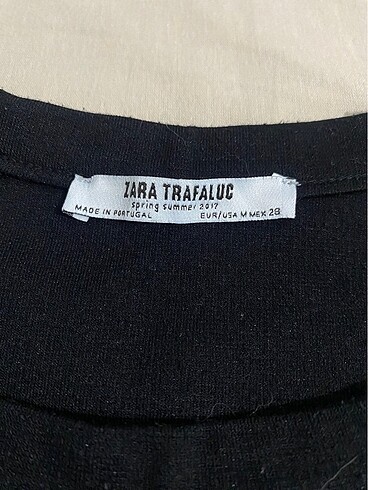 ZARA TRAFALUC
spring summer 2017
MADE IN PORTUGAL EUR/USA M MEX 28